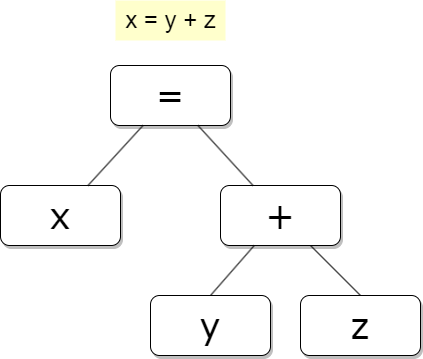 x = y + z
=
x
+
y
z